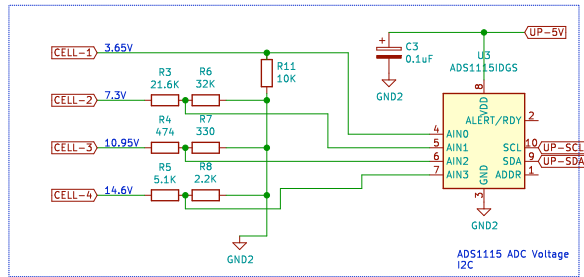 UP-5V
C3
0.1uF
GND2
U3
ADS1115IDGS
CELL-1 3.65V
R11
10K
CELL-2 7.3V
R3
21.6K
R6
32K
CELL-3 10.95V
R4
474
R7
330
CELL-4 14.6V
R5
5.1K
R8
2.2K
GND2
8
VDD
ALERT/RDY 2
4 AIN0
5 AIN1
6 AIN2
7 AIN3
SCL 10 UP-SCL
SDA 9 UP-SDA
ADDR 1
GND
3
GND2
ADS1115 ADC Voltage
I2C